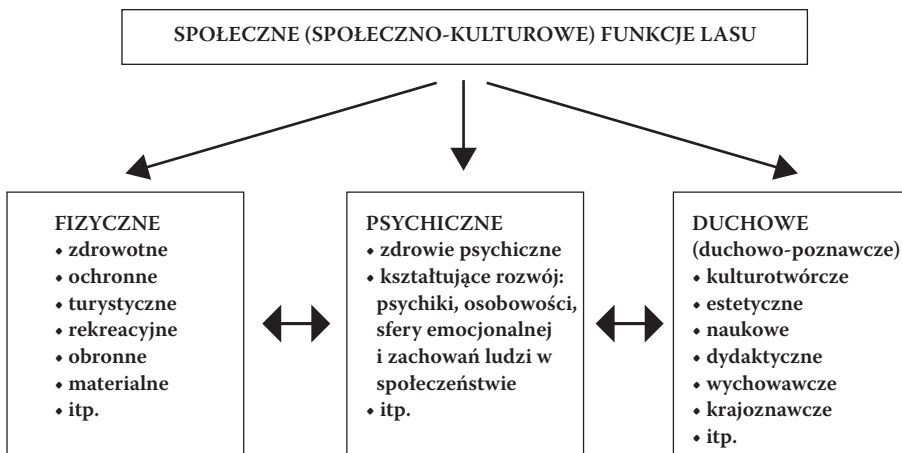 SPOŁECZNE (SPOŁECZNO-KULTUROWE) FUNKCJE LASU
FIZYCZNE
• zdrowotne
• ochronne
• turystyczne
• rekreacyjne
• obronne
• materialne
• itp.
PSYCHICZNE
• zdrowie psychiczne
• kształtujące rozwój:
psychiki, osobowości,
sfery emocjonalnej
i zachowań ludzi w
społeczeństwie
• itp.
DUCHOWE
(duchowo-poznawcze)
• kulturotwórcze
• estetyczne
• naukowe
• dydaktyczne
• wychowawcze
• krajoznawcze
• itp.